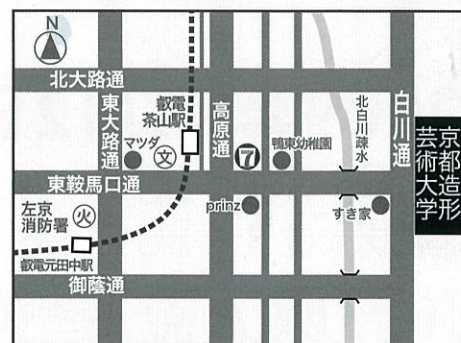 N
北大路通
東大路通
叡電
茶山駅
高原通
北白川疎水
白川通
マツダ
文
7
鴨東幼稚園
京都造形
芸術大学
東鞍馬口通
左京
消防署
火
prinz
すき家
叡電元田中駅
御蔭通